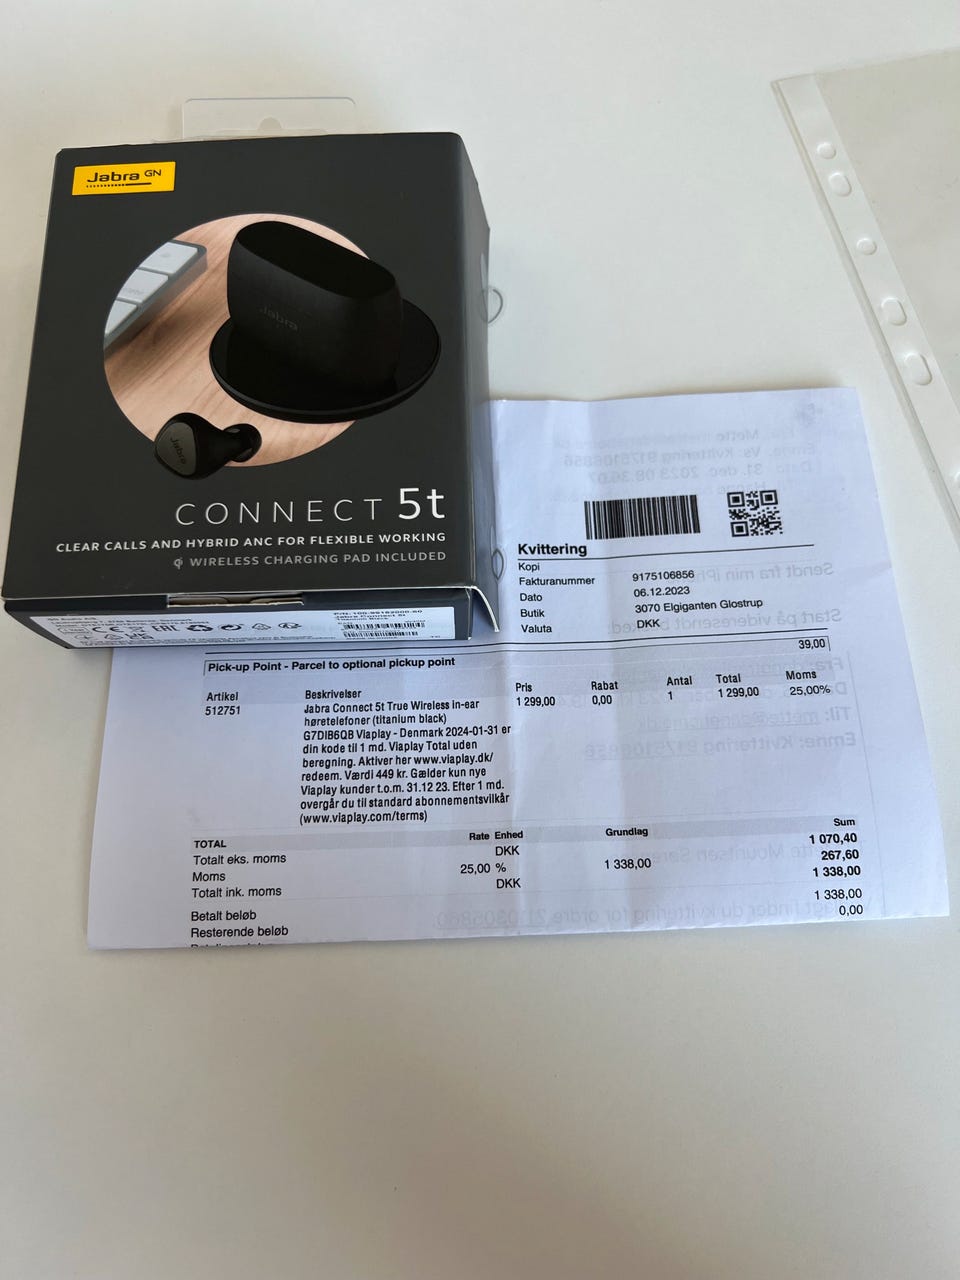 Jabra GN
Jabra
Jabra
CONNECT 5t
CLEAR CALLS AND HYBRID ANC FOR FLEXIBLE WORKING
WIRELESS CHARGING PAD INCLUDED
Kvittering
Kopi
Fakturanummer 9175106856
Dato 06.12.2023
Butik 3070 Elgiganten Glostrup
Valuta DKK
39,00
Pick-up Point - Parcel to optional pickup point
Artikel Beskrivelser Pris Rabat Antal Total Moms
512751 Jabra Connect 5t True Wireless in-ear 1 299,00 0,00 1 1 299,00 25,00%
høretelefoner (titanium black)
G7DIB6QB Viaplay - Denmark 2024-01-31 er
din kode til 1 md. Viaplay Total uden
beregning. Aktiver her www.viaplay.dk/
redeem. Værdi 449 kr. Gælder kun nye
Viaplay kunder t.o.m. 31.12 23. Efter 1 md.
overgår du til standard abonnementsvilkår
(www.viaplay.com/terms)
TOTAL Rate Enhed Grundlag Sum
Totalt eks. moms DKK 1 070,40
Moms 25,00 % 1 338,00 267,60
Totalt ink. moms DKK 1 338,00
Betalt beløb 1 338,00
Resterende beløb 0,00